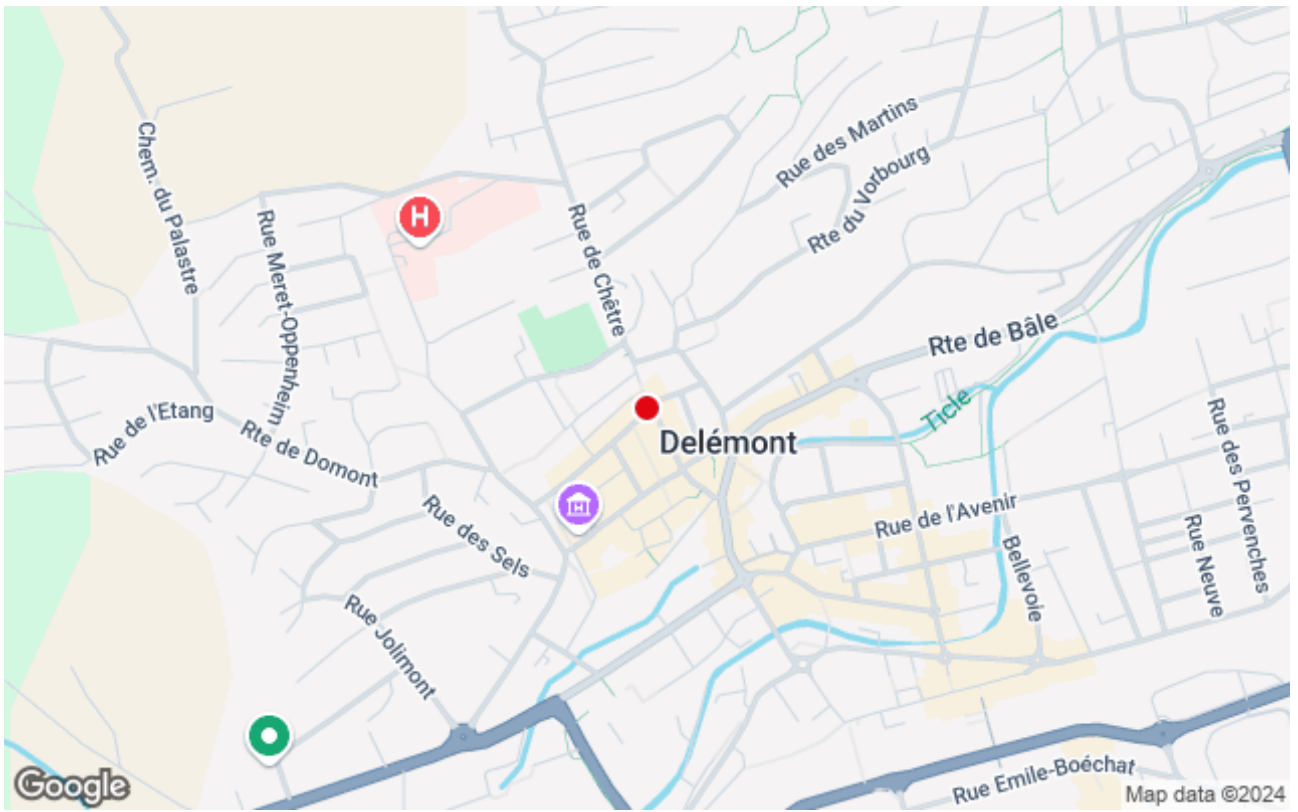 Rue des Martins
Chem. du Palastre
Rte du Vorbourg
H
Rue Meret-Oppenheim
Rue de Chêtre
Rte de Bâle
Ticle
Rue de l'Etang
Rte de Domont
Delémont
Rue des Pervenches
Rue des Sels
H
Rue de l'Avenir
Rue Neuve
Bellevoie
Rue Jolimont
Rue Emile-Boéchat
Google
Map data ©2024